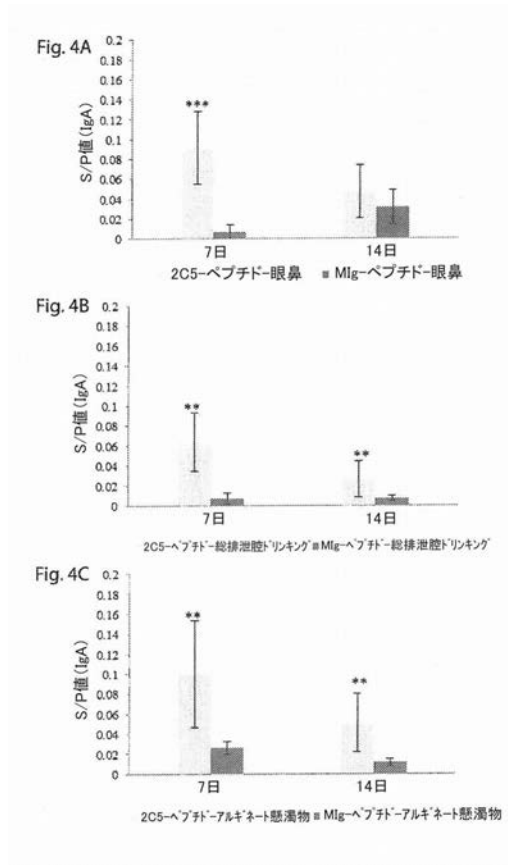 Fig. 4A
S/P値(IgA)
0.2
0.18
0.16
0.14
0.12
0.1
0.08
0.06
0.04
0.02
0
***
7日
14日
2C5-ペプチド-眼鼻 MIg-ペプチド-眼鼻
Fig. 4B
S/P値(IgA)
0.2
0.18
0.16
0.14
0.12
0.1
0.08
0.06
0.04
0.02
0
**
**
7日
14日
2C5-ペプチド-総排泄腔ドリンキング MIg-ペプチド-総排泄腔ドリンキング
Fig. 4C
S/P値(IgA)
0.2
0.18
0.16
0.14
0.12
0.1
0.08
0.06
0.04
0.02
0
**
**
7日
14日
2C5-ペプチド-アルギネート懸濁物 MIg-ペプチド-アルギネート懸濁物